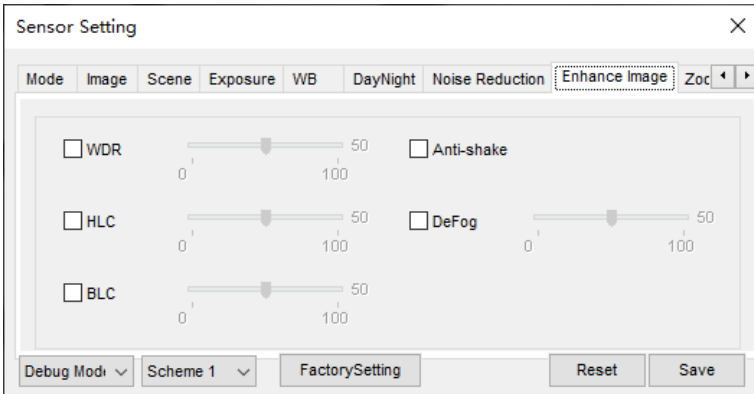 Sensor Setting
Mode Image Scene Exposure WB DayNight Noise Reduction Enhance Image
WDR 50 Anti-shake
0 100
HLC 50 DeFog 50
0 100 0 100
BLC 50
0 100
Debug Scheme 1 FactorySetting Reset Save